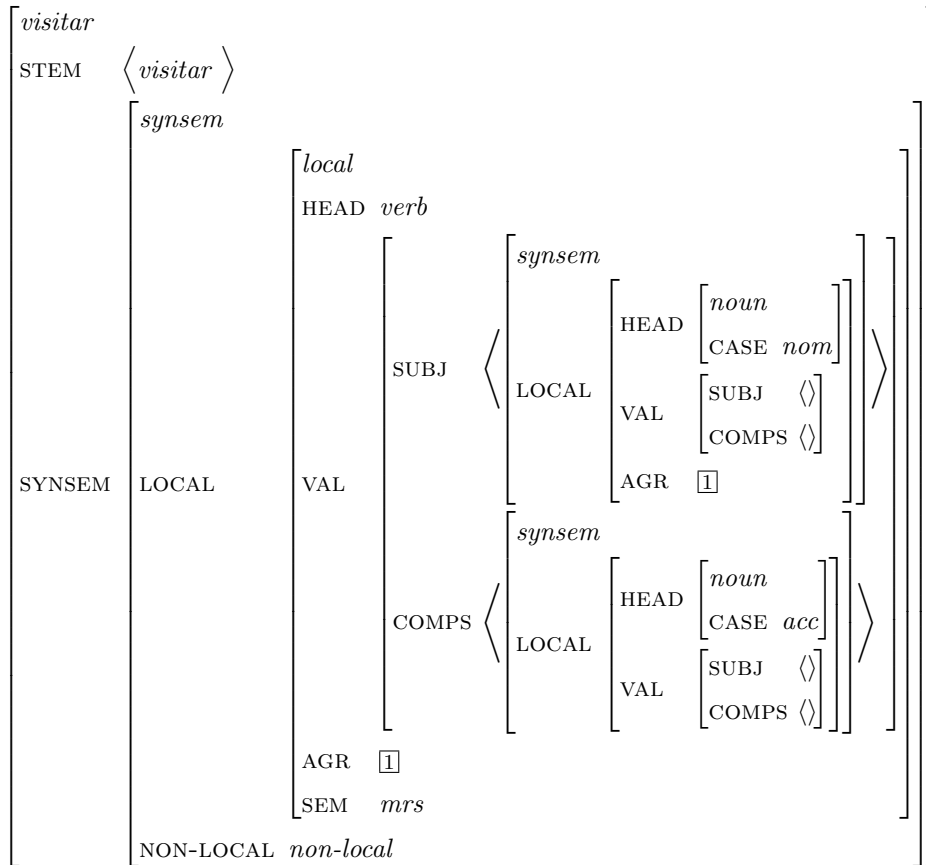 visitar
STEM ⟨visitar⟩
synsem
local
HEAD verb
synsem
HEAD noun
CASE nom
SUBJ
LOCAL
VAL SUBJ ⟨⟩
COMPS ⟨⟩
AGR 1
SYNSEM LOCAL VAL
synsem
HEAD noun
CASE acc
COMPS
LOCAL
VAL SUBJ ⟨⟩
COMPS ⟨⟩
AGR 1
SEM mrs
NON-LOCAL non-local